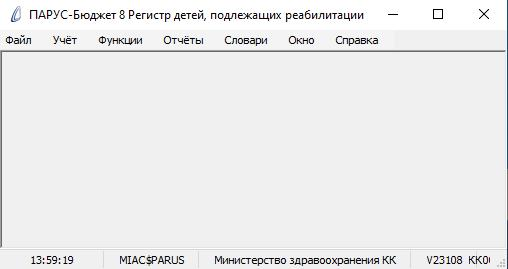 ПАРУС-Бюджет 8 Регистр детей, подлежащих реабилитации
Файл Учёт Функции Отчёты Словари Окно Справка
13:59:19 MIAC$PARUS Министерство здравоохранения КК V23108